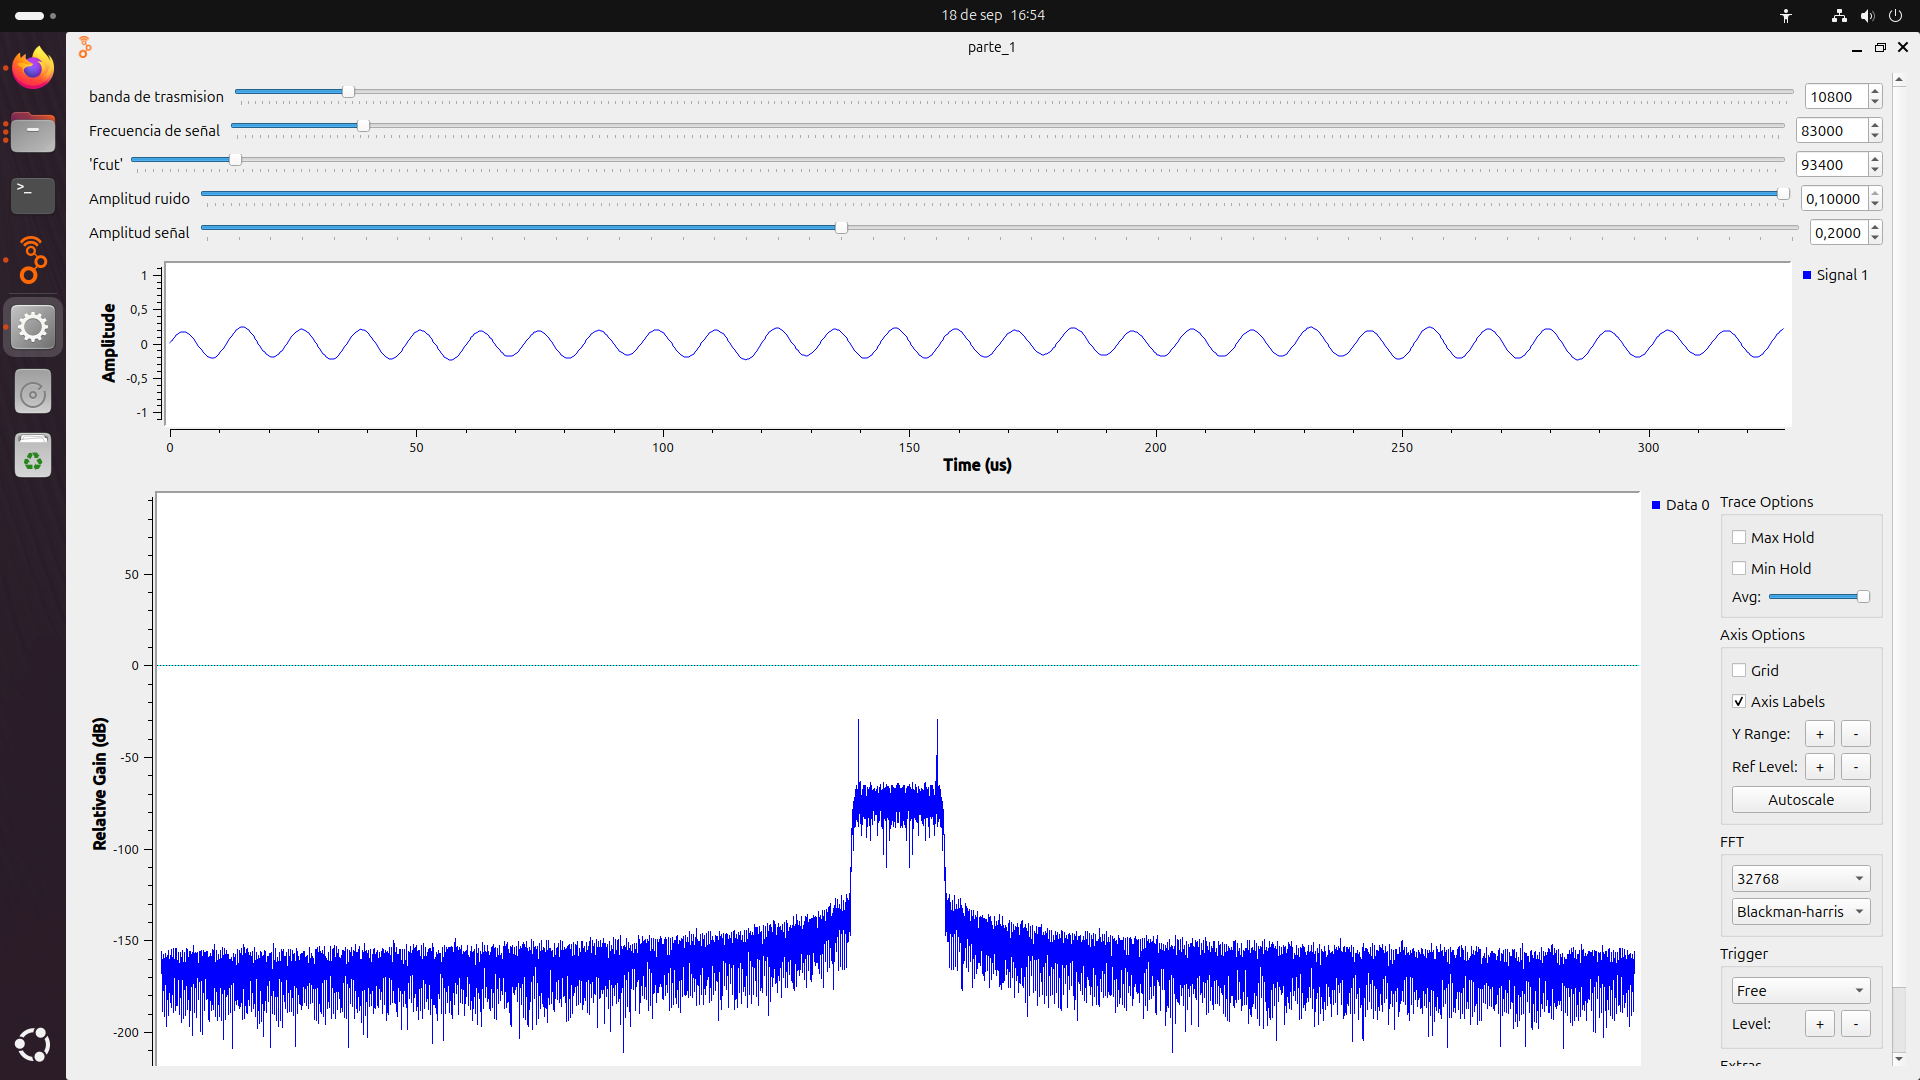 18 de sep 16:54
parte_1
banda de trasmision 10800
Frecuencia de señal 83000
'fcut' 93400
Amplitud ruido 0,10000
Amplitud señal 0,2000
Signal 1
Amplitude
1
0,5
0
-0,5
-1
0 50 100 150 200 250 300
Time (us)
Data 0
Relative Gain (dB)
50
0
-50
-100
-150
-200
Trace Options
Max Hold
Min Hold
Avg:
Axis Options
Grid
Axis Labels
Y Range: + -
Ref Level: + -
Autoscale
FFT
32768
Blackman-harris
Trigger
Free
Level: + -
Extras
>_